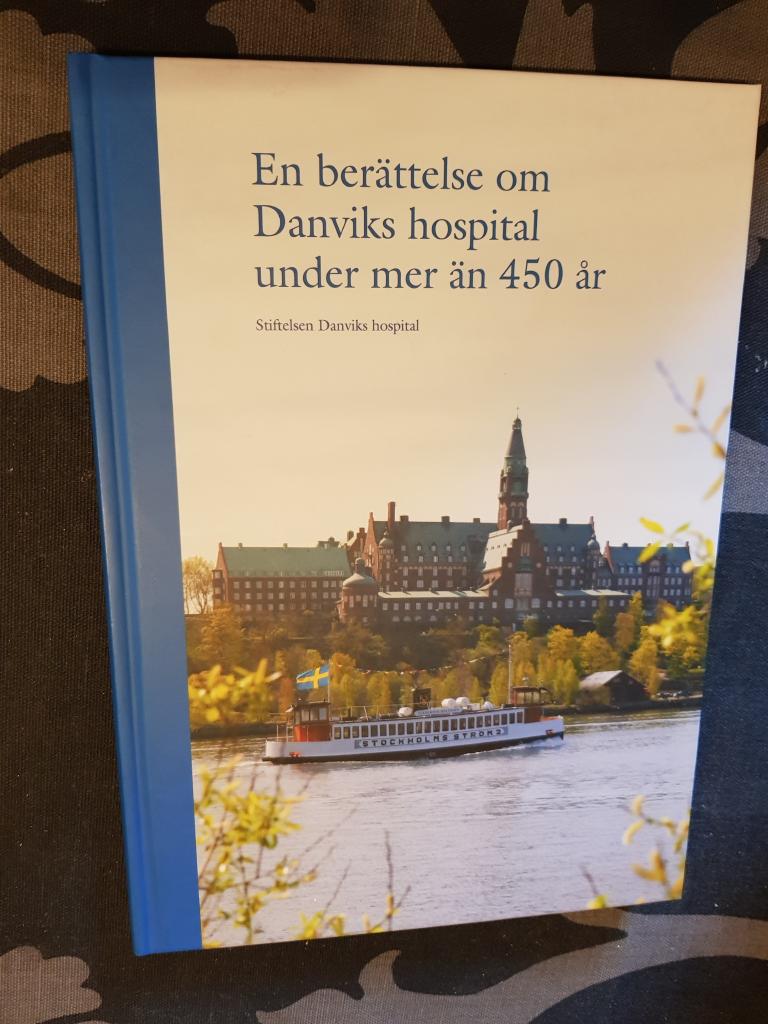 En berättelse om
Danviks hospital
under mer än 450 år
Stiftelsen Danviks hospital
STOCKHOLMS STRÖM 2